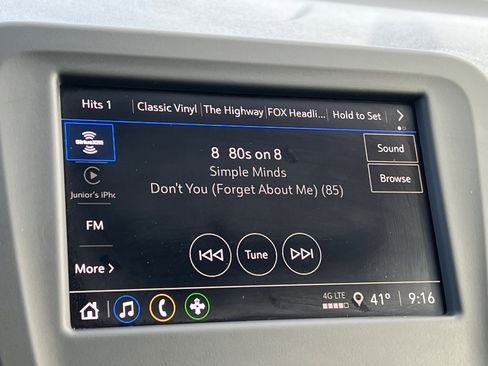 Hits 1 Classic Vinyl The Highway FOX Headli... Hold to Set
SiriusXM
8 80s on 8
Sound
Simple Minds
Junior's iPho
Don't You (Forget About Me) (85)
Browse
FM
Tune
More
4G LTE 41° 9:16